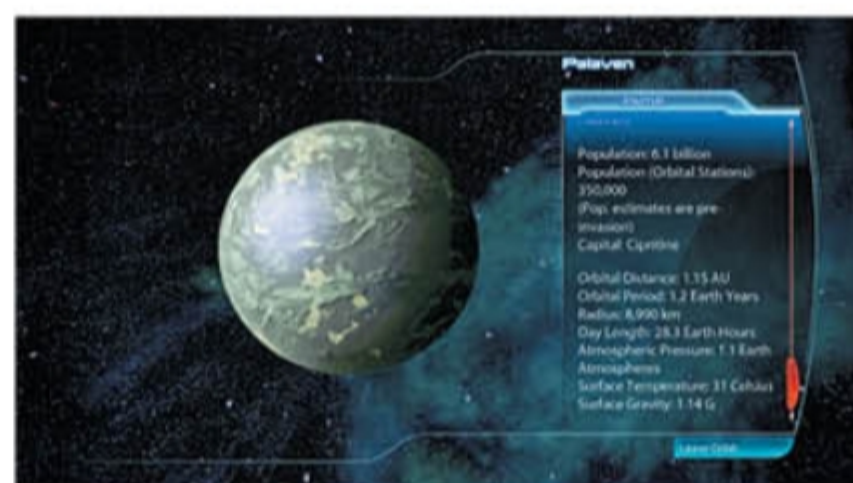 Palaven
Population: 6.1 billion
Population (Orbital Stations):
350,000
(Pop. estimates are pre-
invasion)
Capital: Cipritine
Orbital Distance: 1.15 AU
Orbital Period: 1.2 Earth Years
Radius: 8,990 km
Day Length: 28.3 Earth Hours
Atmospheric Pressure: 1.1 Earth
Atmospheres
Surface Temperature: 31 Celsius
Surface Gravity: 1.14 G
Leave Orbit